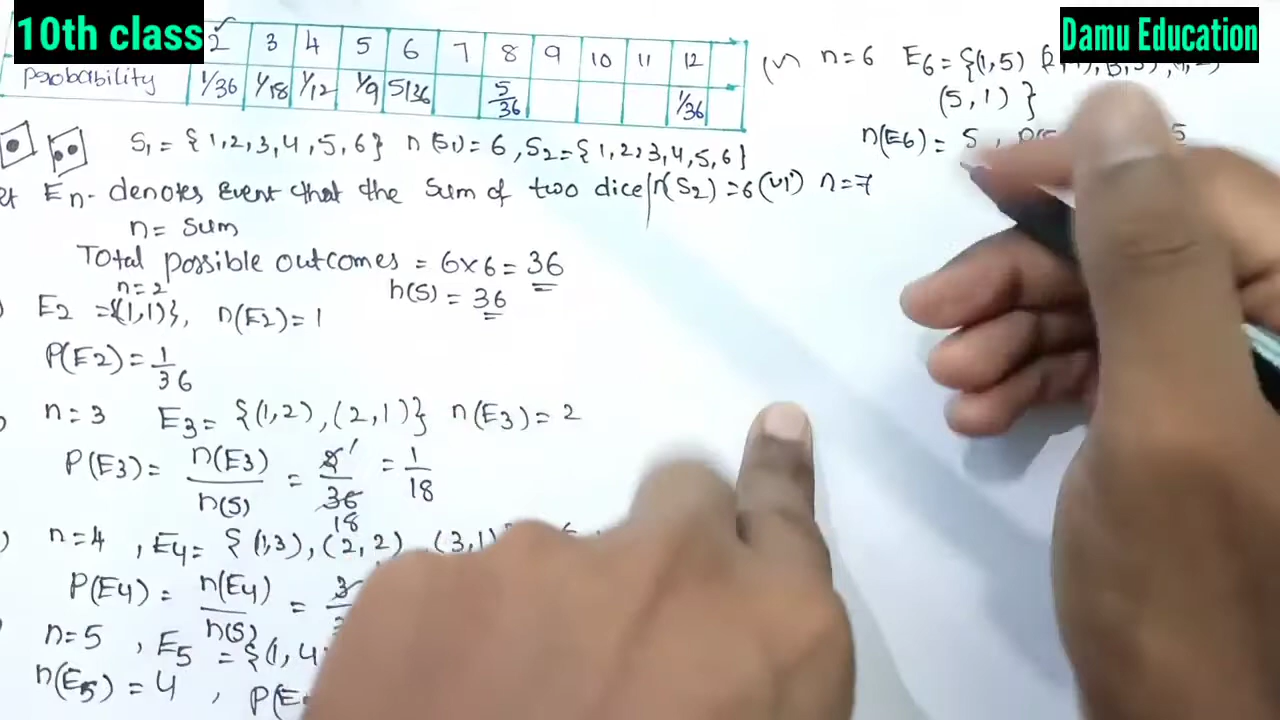 10th class
Damu Education
2 3 4 5 6 7 8 9 10 11 12
Probability 1/36 1/18 1/12 1/9 5/36 5/36 1/36
S₁ = {1,2,3,4,5,6} n(S₁) = 6, S₂ = {1,2,3,4,5,6}
En - denotes Event that the Sum of two dice n(S₂) = 6
n = Sum
Total possible outcomes = 6×6 = 36
n(S) = 36
n=2
E2 = {(1,1)}, n(E2) = 1
P(E2) = 1/36
n = 3 E3 = {(1,2), (2,1)} n(E3) = 2
P(E3) = n(E3)/n(S) = 2/36 = 1/18
n=4, E4 = {(1,3), (2,2), (3,1)
P(E4) = n(E4)/n(S) = 3
n=5, E5 = {(1,4
n(E5) = 4, P(E
(v) n=6 E6 = {(1,5)
(5,1)}
n(E6) = 5,
(vi) n=7